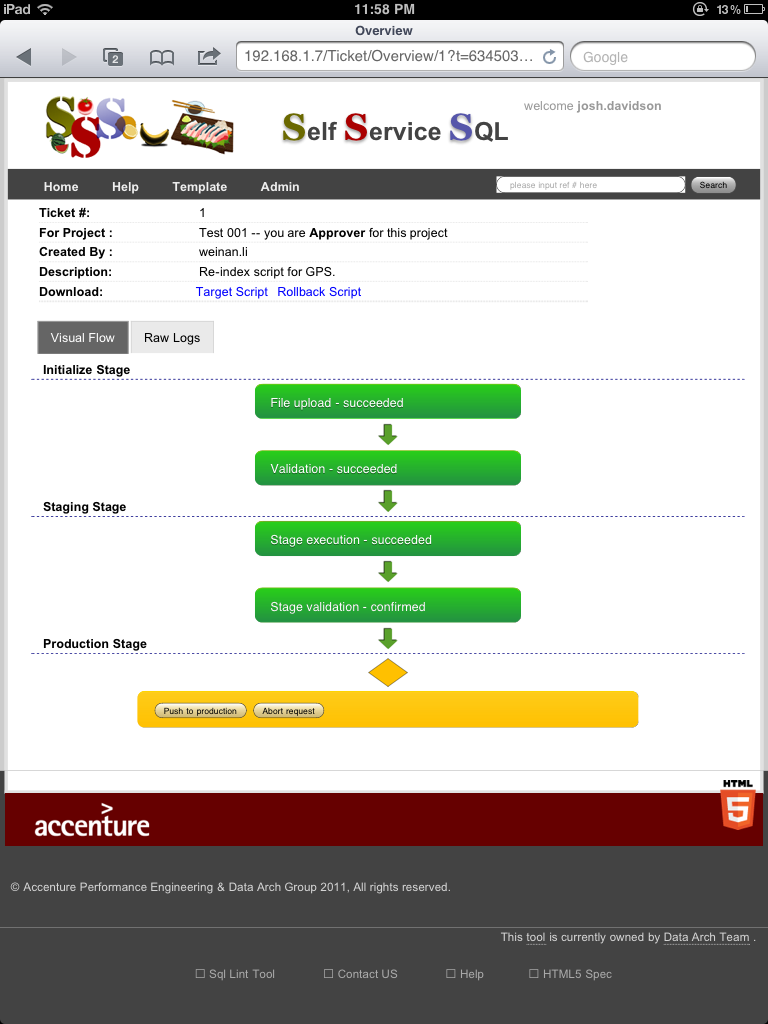 iPad 11:58 PM 13%
Overview
2 192.168.1.7/Ticket/Overview/1?t=634503... Google
welcome josh.davidson
SSS Self Service SQL
Home Help Template Admin please input ref # here Search
Ticket #: 1
For Project : Test 001 -- you are Approver for this project
Created By : weinan.li
Description: Re-index script for GPS.
Download: Target Script Rollback Script
Visual Flow Raw Logs
Initialize Stage
File upload - succeeded
Validation - succeeded
Staging Stage
Stage execution - succeeded
Stage validation - confirmed
Production Stage
Push to production Abort request
HTML
5
accenture
© Accenture Performance Engineering & Data Arch Group 2011, All rights reserved.
This tool is currently owned by Data Arch Team .
☐ Sql Lint Tool ☐ Contact US ☐ Help ☐ HTML5 Spec